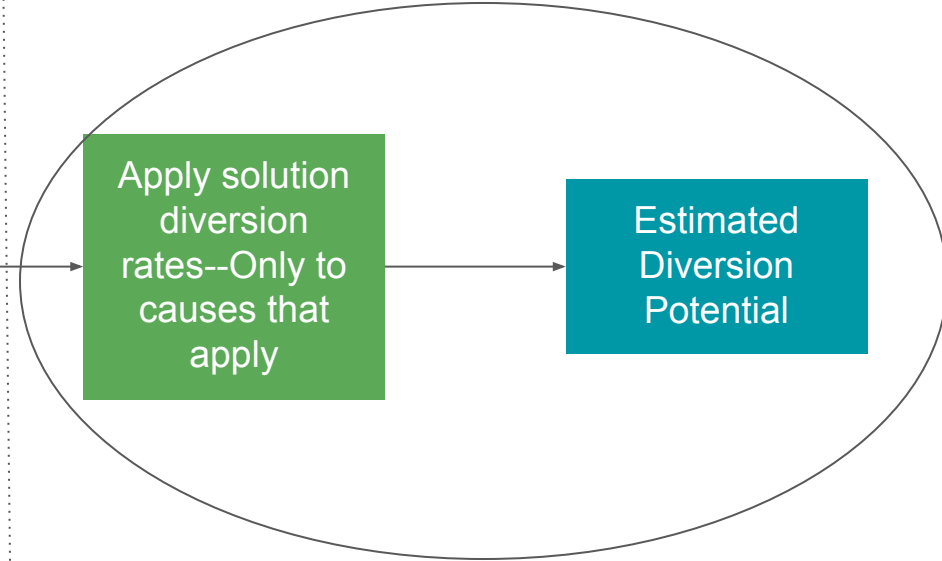 Apply solution
diversion
rates--Only to
causes that
apply
Estimated
Diversion
Potential